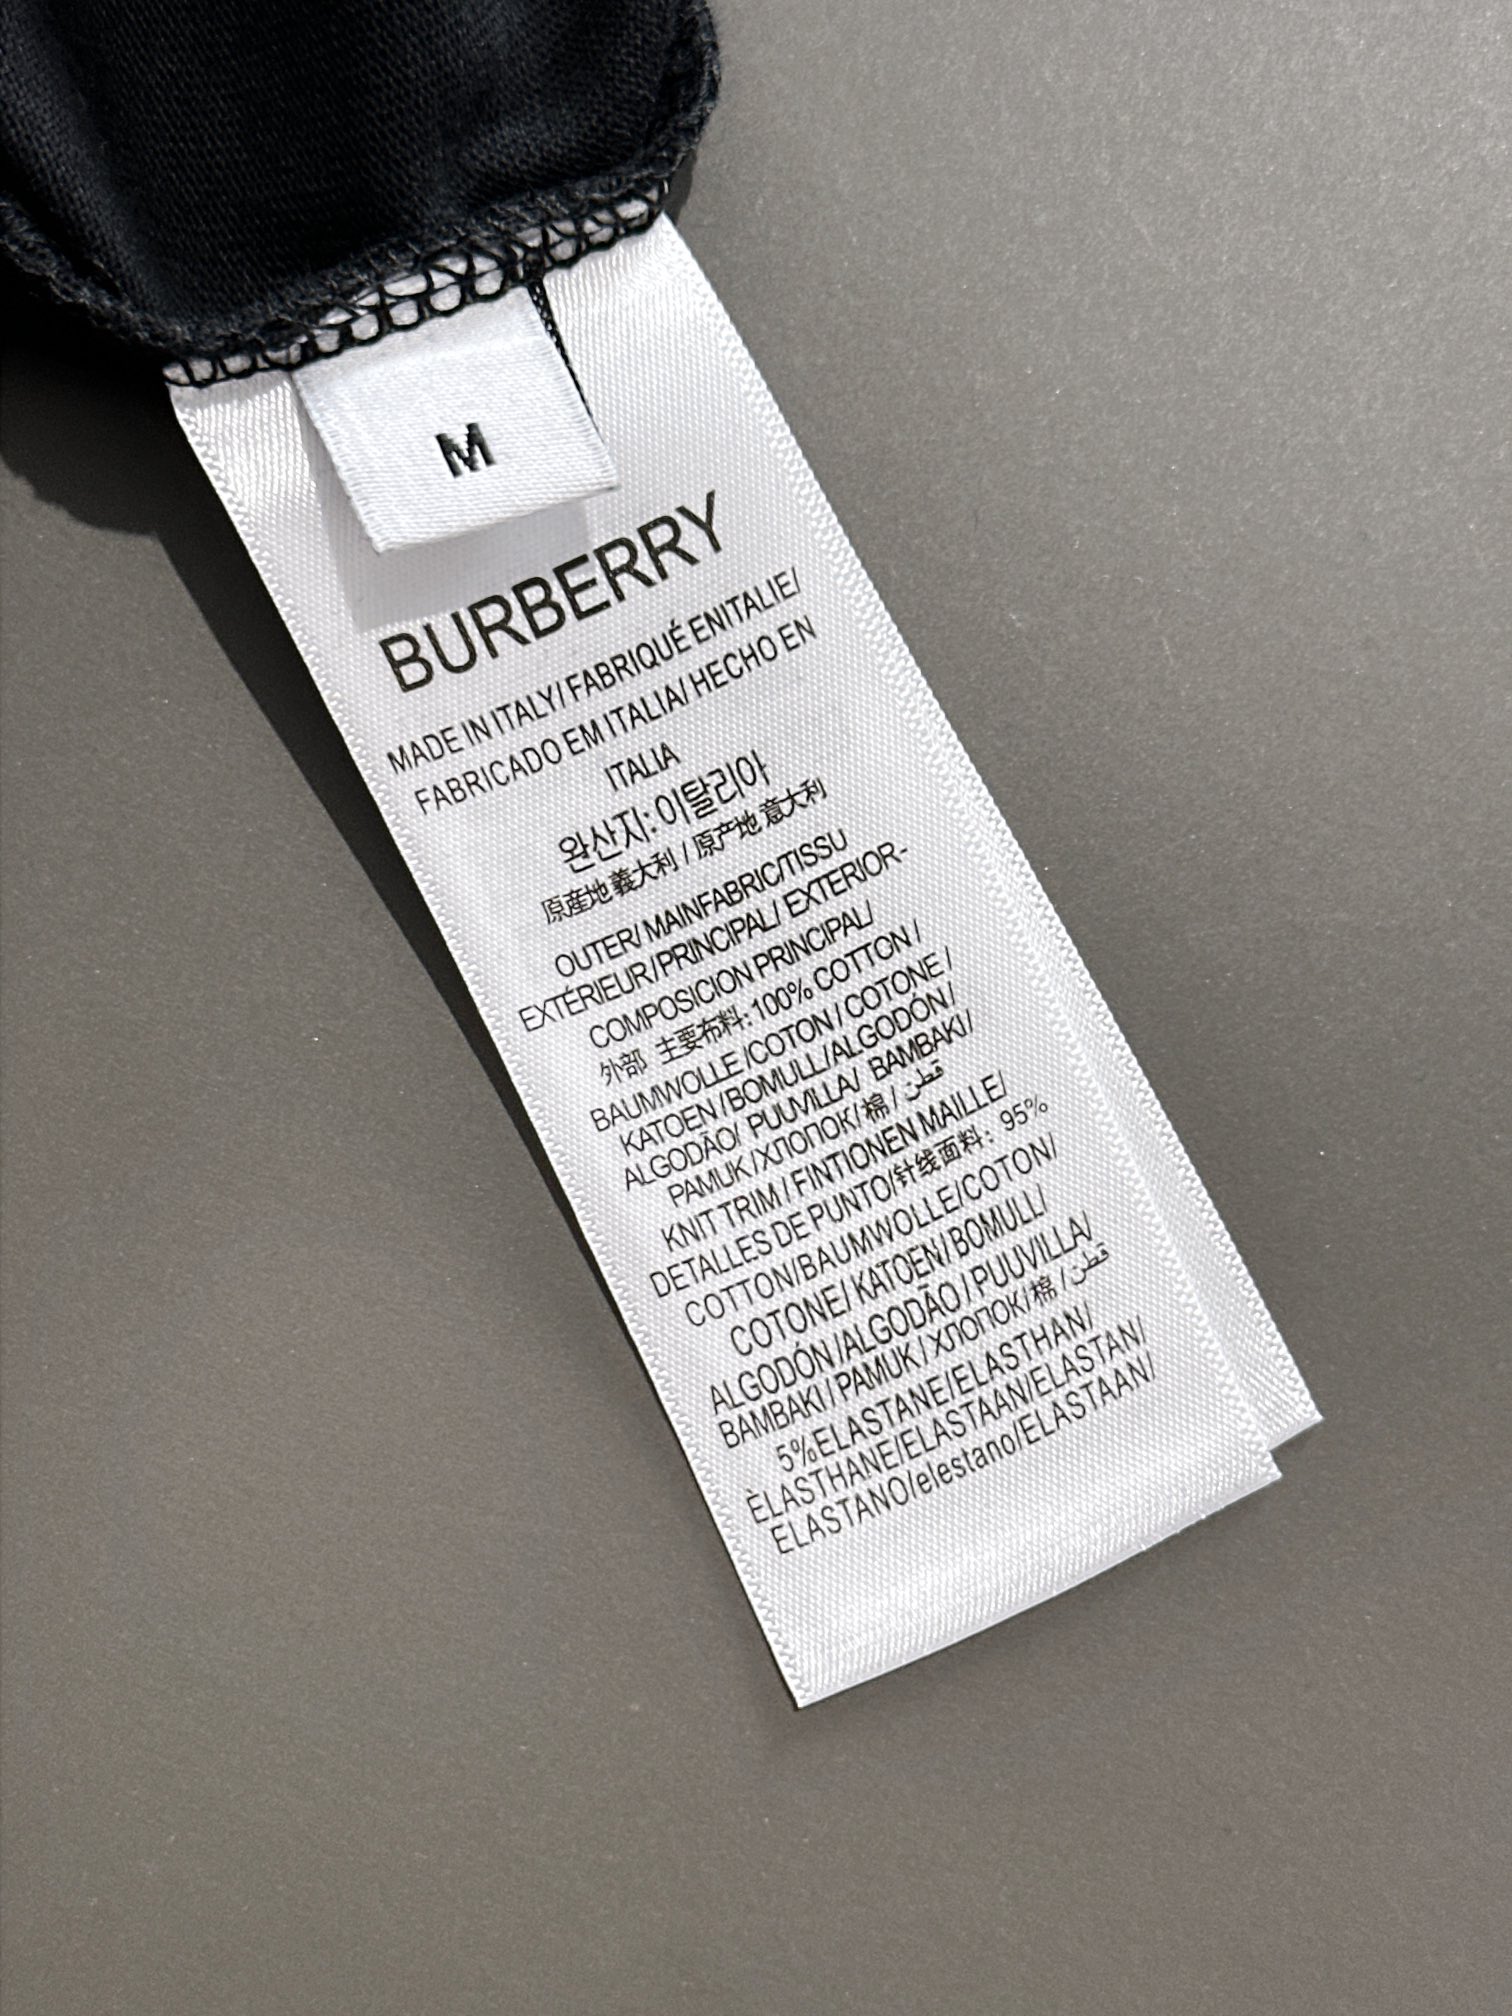 M
BURBERRY
MADE IN ITALY/ FABRIQUÉ ENITALIE/
FABRICADO EM ITALIA/ HECHO EN
ITALIA
완산지: 이탈리아
原産地 義大利 / 原产地 意大利
OUTER/ MAINFABRIC/TISSU
EXTÉRIEUR/PRINCIPAL/ EXTERIOR-
COMPOSICION PRINCIPAL/
外部 主要布料: 100% COTTON /
BAUMWOLLE /COTON / COTONE /
KATOEN /BOMULL/ALGODÓN/
ALGODÃO/ PUUVILLA/ BAMBAKI/
PAMUK /ХЛОПОК/ 棉 / قطن
KNIT TRIM / FINTIONEN MAILLE/
DETALLES DE PUNTO/针线面料: 95%
COTTON/BAUMWOLLE/COTON/
COTONE/ KATOEN/BOMULL/
ALGODÓN/ALGODÃO / PUUVILLA/
BAMBAKI / PAMUK / ХЛОПОК/ 棉 / قطن
5%ELASTANE/ELASTHAN/
ÈLASTHANE/ELASTAAN/ELASTAN/
ELASTANO/elestano/ELASTAAN/